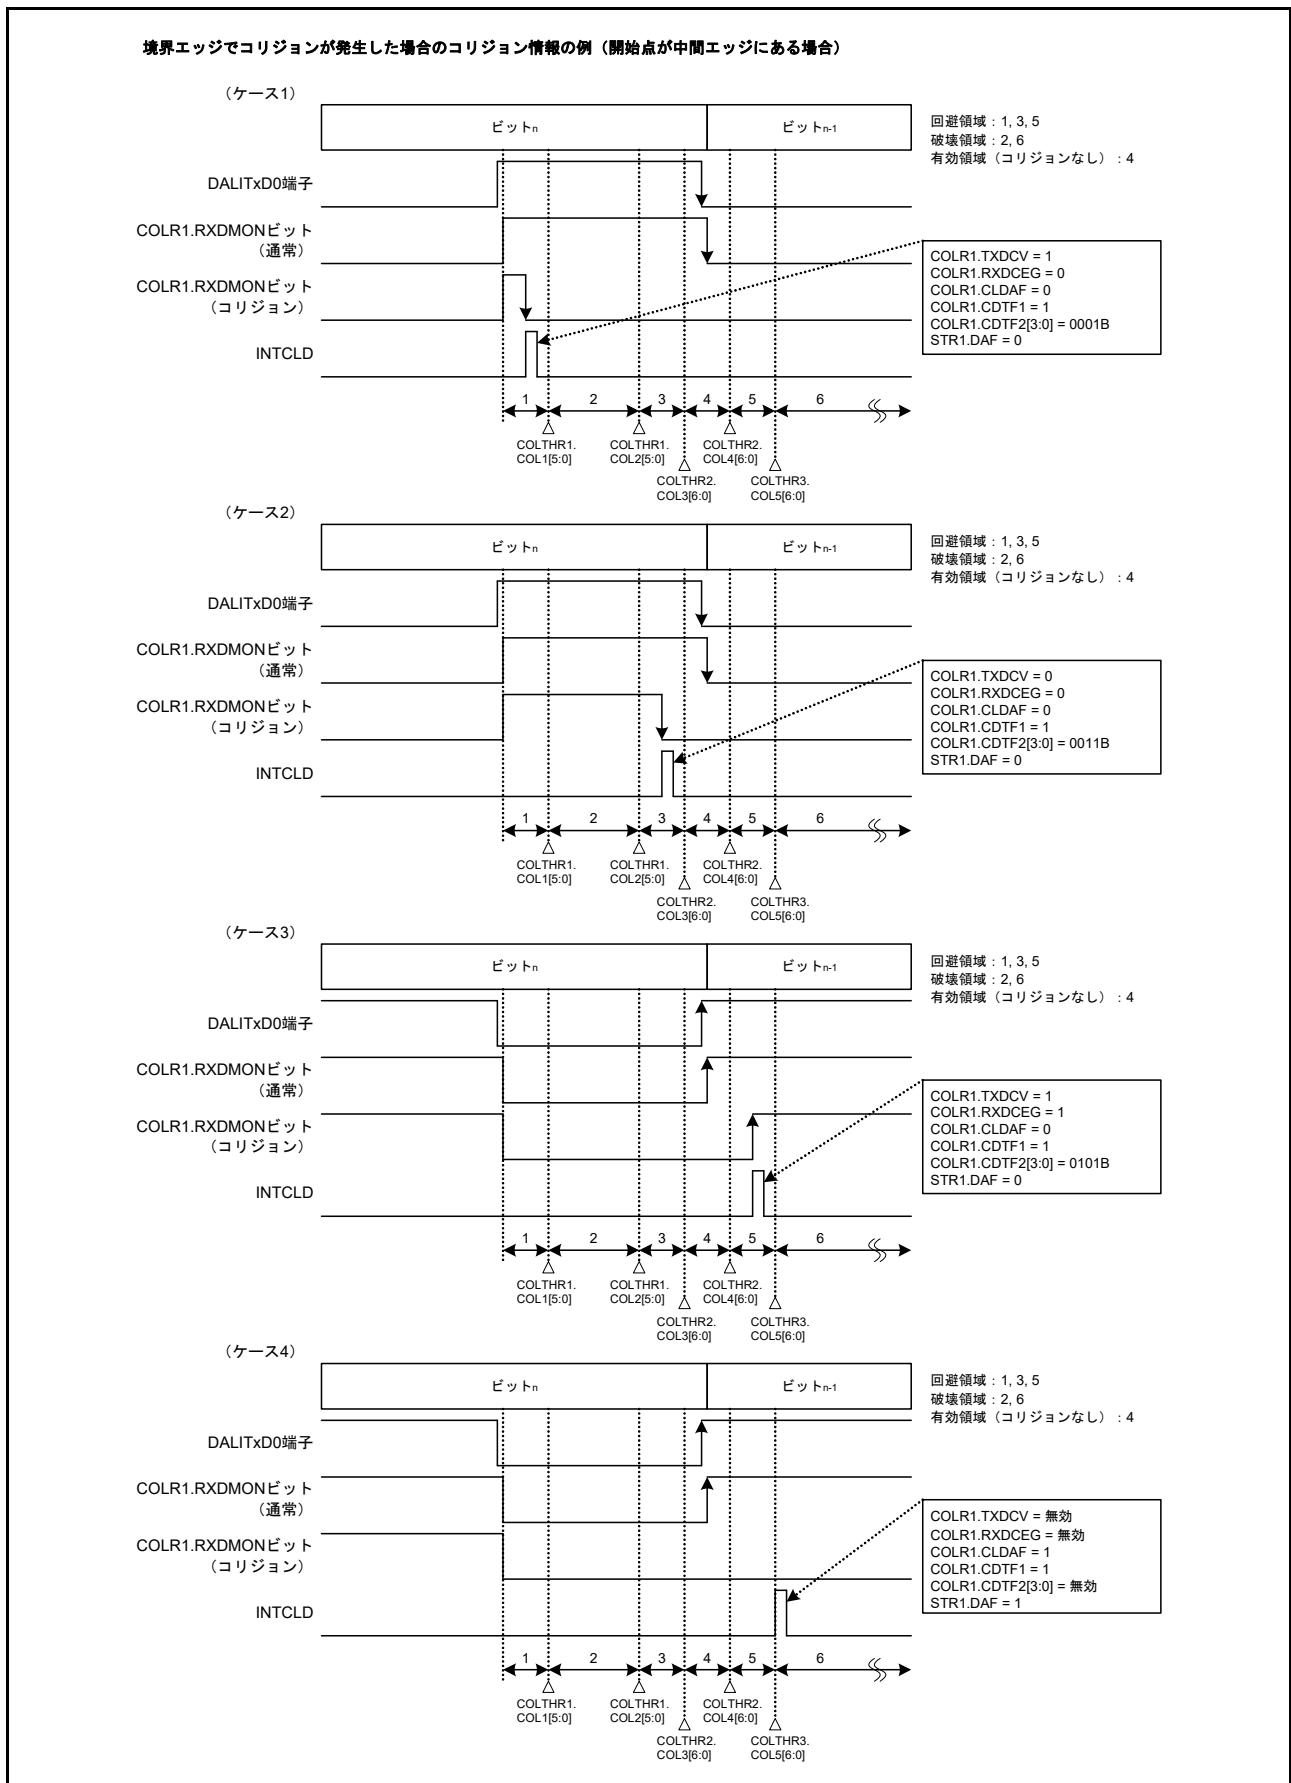 境界エッジでコリジョンが発生した場合のコリジョン情報の例（開始点が中間エッジにある場合）
（ケース1）
ビットn
ビットn-1
回避領域：1, 3, 5
破壊領域：2, 6
有効領域（コリジョンなし）：4
DALITxD0端子
COLR1.RXDMONビット
（通常）
COLR1.RXDMONビット
（コリジョン）
INTCLD
COLR1.TXDCV = 1
COLR1.RXDCEG = 0
COLR1.CLDAF = 0
COLR1.CDTF1 = 1
COLR1.CDTF2[3:0] = 0001B
STR1.DAF = 0
1 2 3 4 5 6
COLTHR1.
COL1[5:0]
COLTHR1.
COL2[5:0]
COLTHR2.
COL4[6:0]
COLTHR2.
COL3[6:0]
COLTHR3.
COL5[6:0]
（ケース2）
ビットn
ビットn-1
回避領域：1, 3, 5
破壊領域：2, 6
有効領域（コリジョンなし）：4
DALITxD0端子
COLR1.RXDMONビット
（通常）
COLR1.RXDMONビット
（コリジョン）
INTCLD
COLR1.TXDCV = 0
COLR1.RXDCEG = 0
COLR1.CLDAF = 0
COLR1.CDTF1 = 1
COLR1.CDTF2[3:0] = 0011B
STR1.DAF = 0
1 2 3 4 5 6
COLTHR1.
COL1[5:0]
COLTHR1.
COL2[5:0]
COLTHR2.
COL4[6:0]
COLTHR2.
COL3[6:0]
COLTHR3.
COL5[6:0]
（ケース3）
ビットn
ビットn-1
回避領域：1, 3, 5
破壊領域：2, 6
有効領域（コリジョンなし）：4
DALITxD0端子
COLR1.RXDMONビット
（通常）
COLR1.RXDMONビット
（コリジョン）
INTCLD
COLR1.TXDCV = 1
COLR1.RXDCEG = 1
COLR1.CLDAF = 0
COLR1.CDTF1 = 1
COLR1.CDTF2[3:0] = 0101B
STR1.DAF = 0
1 2 3 4 5 6
COLTHR1.
COL1[5:0]
COLTHR1.
COL2[5:0]
COLTHR2.
COL4[6:0]
COLTHR2.
COL3[6:0]
COLTHR3.
COL5[6:0]
（ケース4）
ビットn
ビットn-1
回避領域：1, 3, 5
破壊領域：2, 6
有効領域（コリジョンなし）：4
DALITxD0端子
COLR1.RXDMONビット
（通常）
COLR1.RXDMONビット
（コリジョン）
INTCLD
COLR1.TXDCV = 無効
COLR1.RXDCEG = 無効
COLR1.CLDAF = 1
COLR1.CDTF1 = 1
COLR1.CDTF2[3:0] = 無効
STR1.DAF = 1
1 2 3 4 5 6
COLTHR1.
COL1[5:0]
COLTHR1.
COL2[5:0]
COLTHR2.
COL4[6:0]
COLTHR2.
COL3[6:0]
COLTHR3.
COL5[6:0]